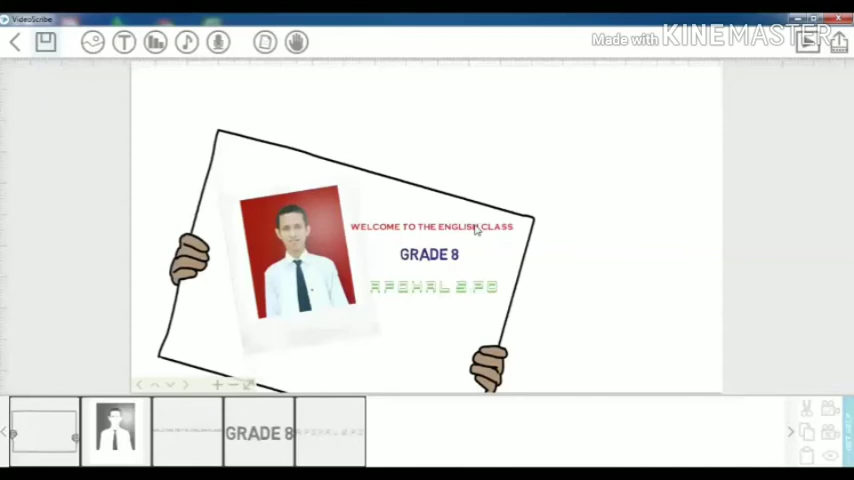 VideoScribe
Made with KINEMASTER
WELCOME TO THE ENGLISH CLASS
GRADE 8
GRADE 8